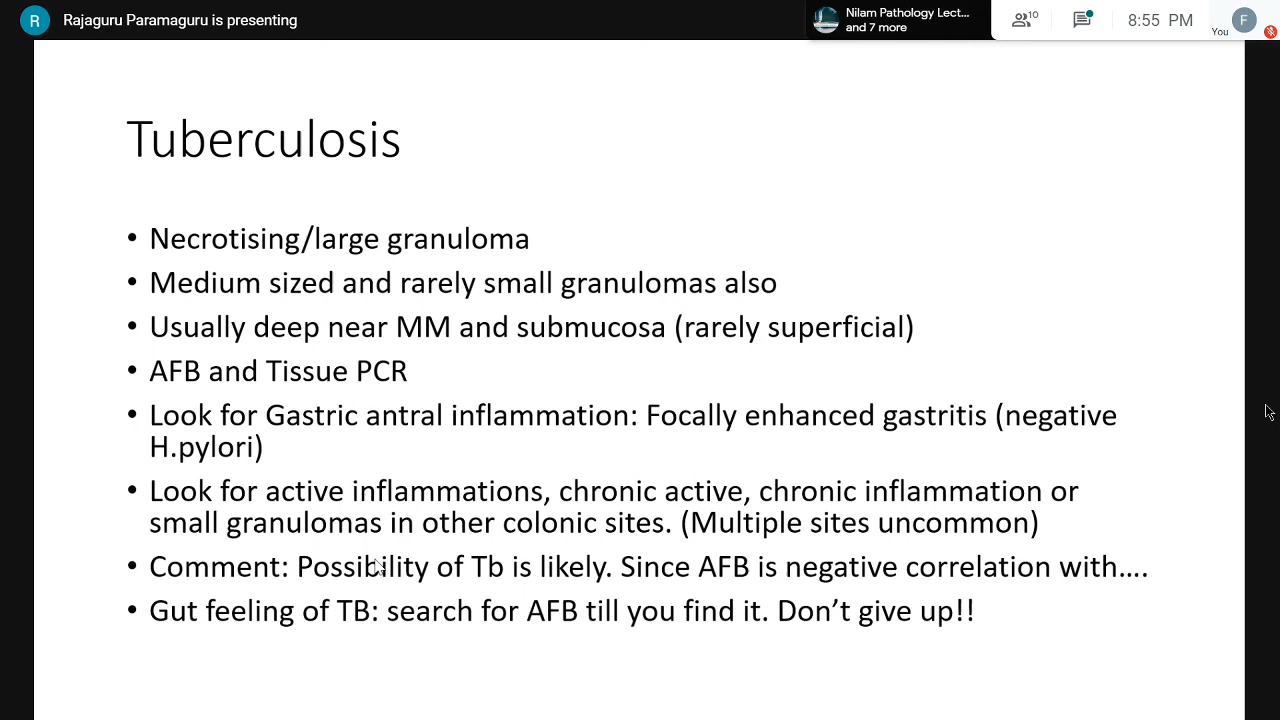 R Rajaguru Paramaguru is presenting
Nilam Pathology Lect...
and 7 more
10
8:55 PM
You
F
Tuberculosis
• Necrotising/large granuloma
• Medium sized and rarely small granulomas also
• Usually deep near MM and submucosa (rarely superficial)
• AFB and Tissue PCR
• Look for Gastric antral inflammation: Focally enhanced gastritis (negative
H.pylori)
• Look for active inflammations, chronic active, chronic inflammation or
small granulomas in other colonic sites. (Multiple sites uncommon)
• Comment: Possibility of Tb is likely. Since AFB is negative correlation with....
• Gut feeling of TB: search for AFB till you find it. Don’t give up!!